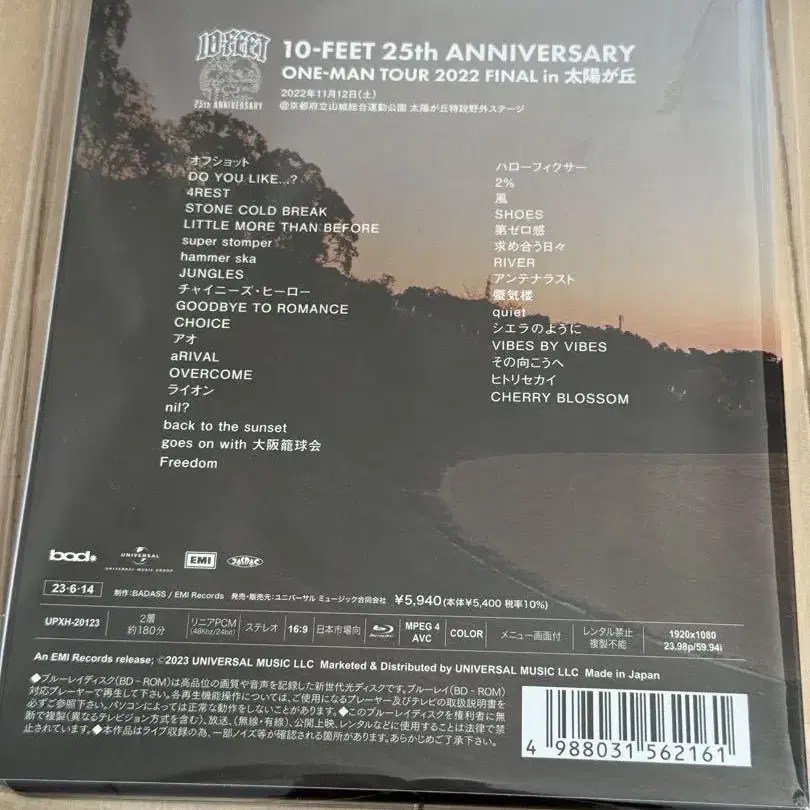 10-FEET
25th ANNIVERSARY
10-FEET 25th ANNIVERSARY
ONE-MAN TOUR 2022 FINAL in 太陽が丘
2022年11月12日(土)
@京都府立山城総合運動公園 太陽が丘特設野外ステージ
オフショット
DO YOU LIKE...?
4REST
STONE COLD BREAK
LITTLE MORE THAN BEFORE
super stomper
hammer ska
JUNGLES
チャイニーズ・ヒーロー
GOODBYE TO ROMANCE
CHOICE
アオ
aRIVAL
OVERCOME
ライオン
nil?
back to the sunset
goes on with 大阪籠球会
Freedom
ハローフィクサー
2%
風
SHOES
第ゼロ感
求め合う日々
RIVER
アンテナラスト
蜃気楼
quiet
シエラのように
VIBES BY VIBES
その向こうへ
ヒトリセカイ
CHERRY BLOSSOM
bad*
UNIVERSAL
UNIVERSAL MUSIC GROUP
EMI
JASRAC
23·6·14 制作:BADASS / EMI Records 発売・販売元:ユニバーサル ミュージック合同会社 ¥5,940(本体¥5,400 税率10%)
UPXH-20123 2層 約180分 リニアPCM (48Khz/24bit) ステレオ 16:9 日本市場向 Blu-ray MPEG 4 AVC COLOR メニュー画面付 レンタル禁止 複製不能 1920x1080 23.98p/59.94i
An EMI Records release; ©2023 UNIVERSAL MUSIC LLC Marketed & Distributed by UNIVERSAL MUSIC LLC Made in Japan
◆ブルーレイディスク(BD-ROM)は高品位の画質や音声を記録した新世代光ディスクです。ブルーレイ(BD-ROM)
対応プレーヤーで再生して下さい。各再生機能操作については、ご使用になるプレーヤー及びテレビの取扱説明書を
必ずご参照下さい。パソコンによっては正常な動作をしないことがあります。◆このブルーレイディスクを権利者に無
断で複製(異なるテレビジョン方式を含む)、放送、(無線・有線)、公開上映、レンタルなどに使用することは法律で禁
止されています。◆本作品はライブ収録の為、一部ノイズ等が確認される箇所があります。あらかじめご了承下さい。
4 988031 562161